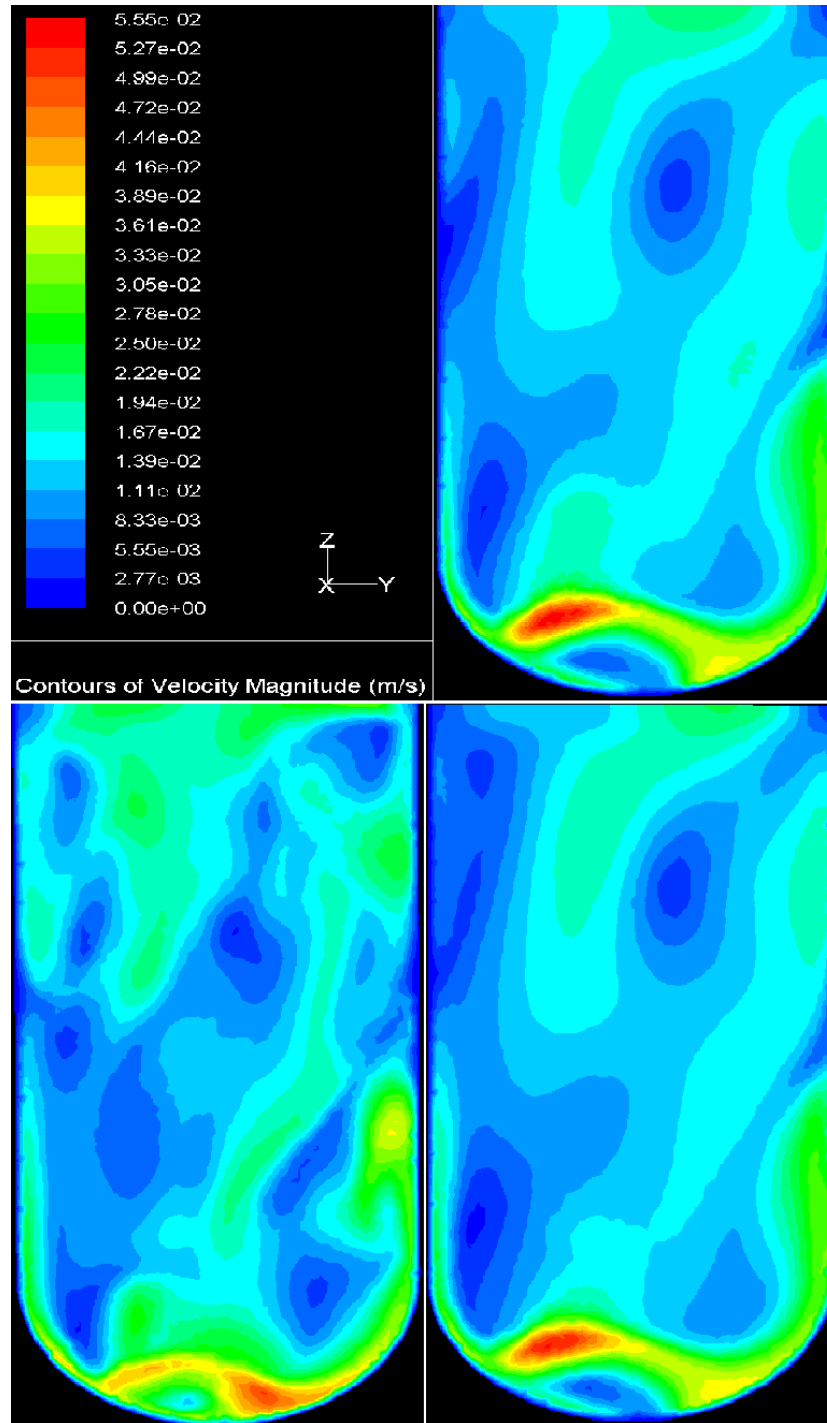 5.55e-02
5.27e-02
4.99e-02
4.72e-02
4.44e-02
4.16e-02
3.89e-02
3.61e-02
3.33e-02
3.05e-02
2.78e-02
2.50e-02
2.22e-02
1.94e-02
1.67e-02
1.39e-02
1.11e-02
8.33e-03
5.55e-03
2.77e-03
0.00e+00
Z
X Y
Contours of Velocity Magnitude (m/s)